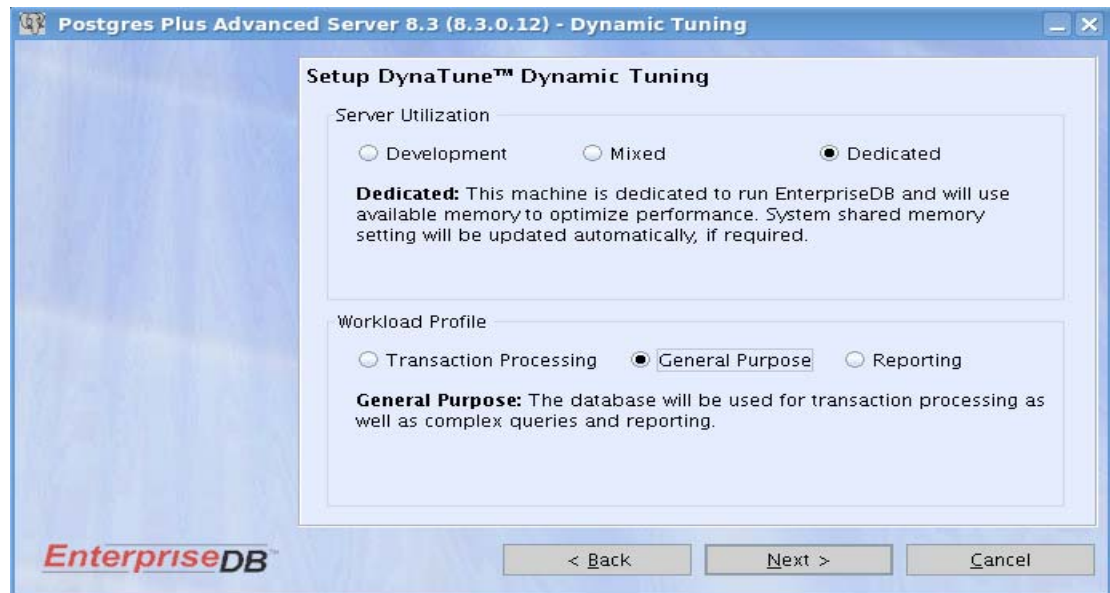 Postgres Plus Advanced Server 8.3 (8.3.0.12) - Dynamic Tuning
Setup DynaTune™ Dynamic Tuning
Server Utilization
Development Mixed Dedicated
Dedicated: This machine is dedicated to run EnterpriseDB and will use
available memory to optimize performance. System shared memory
setting will be updated automatically, if required.
Workload Profile
Transaction Processing General Purpose Reporting
General Purpose: The database will be used for transaction processing as
well as complex queries and reporting.
EnterpriseDB™
< Back Next > Cancel